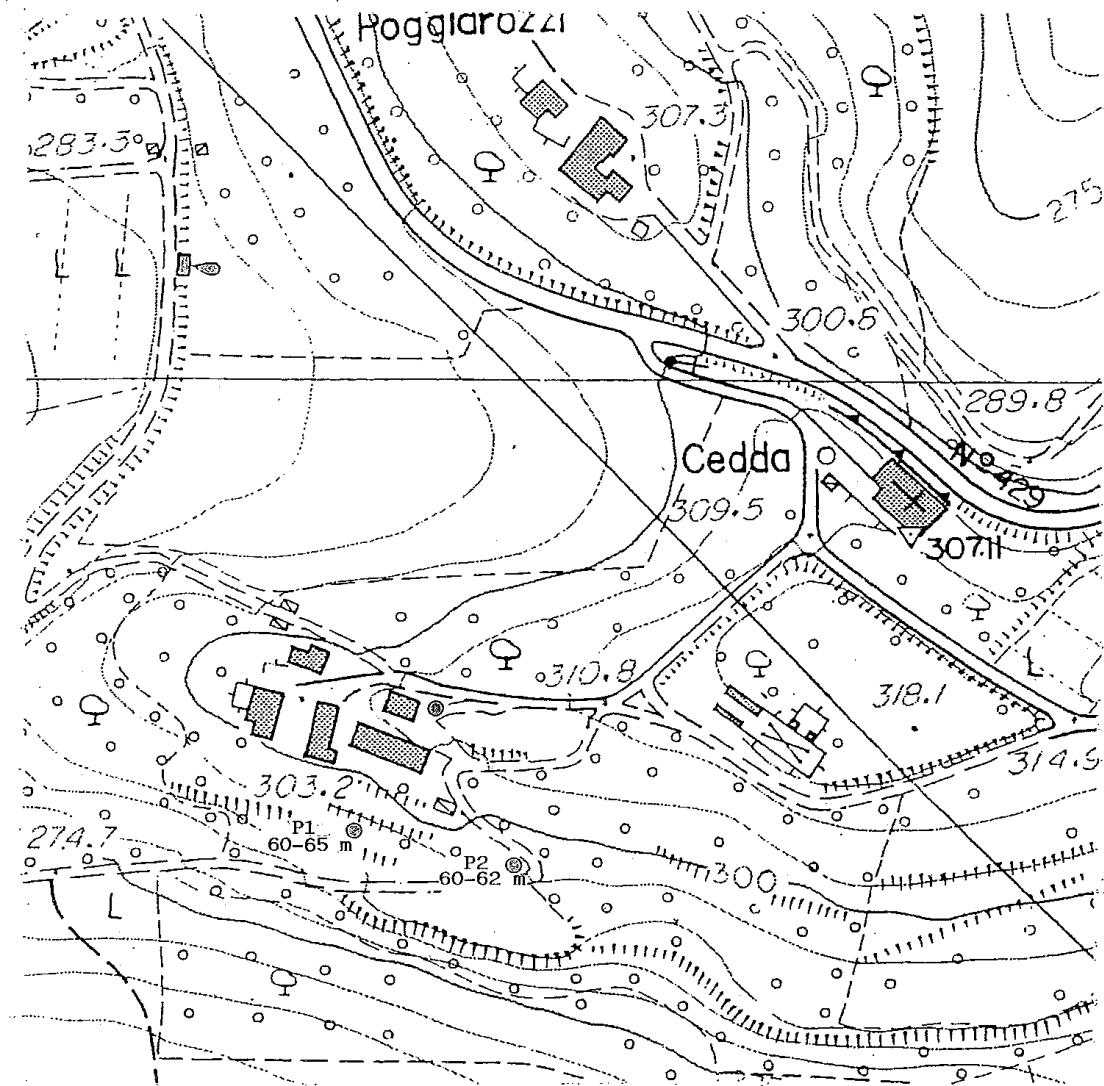 Poggiarozzi
307.3
283.3
275
300.6
289.8
Cedda
N° 429
309.5
307.11
310.8
318.1
314.9
303.2
274.7
P1
60-65 m
P2
60-62 m
300
L
L
L
L